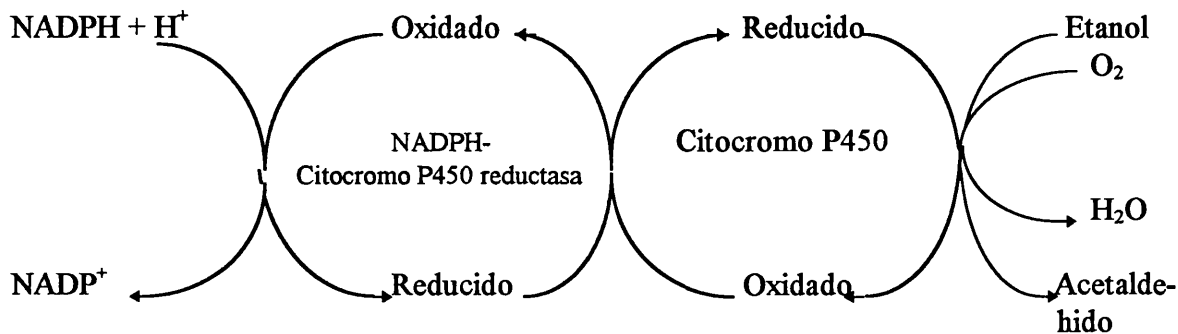 NADPH + H⁺
Oxidado
Reducido
Etanol
O₂
NADPH-
Citocromo P450 reductasa
Citocromo P450
H₂O
NADP⁺
Reducido
Oxidado
Acetalde-
hido